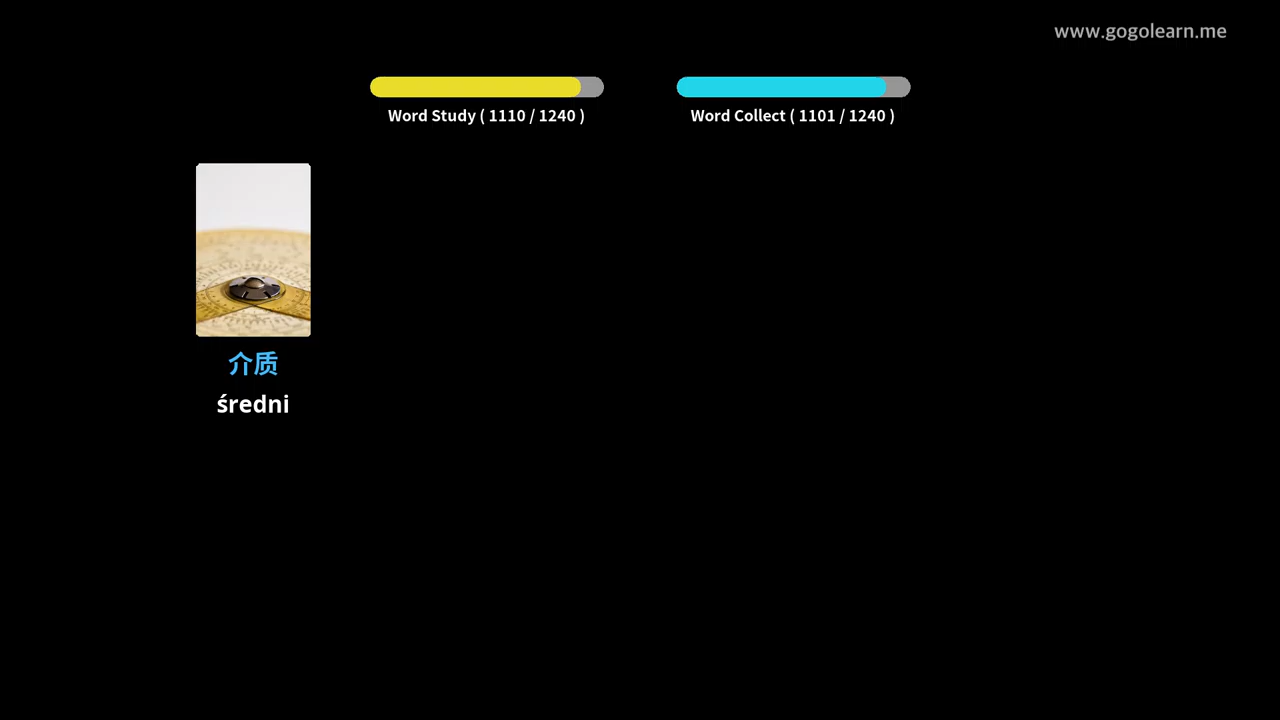 www.gogolearn.me
Word Study ( 1110 / 1240 )
Word Collect ( 1101 / 1240 )
介质
średni